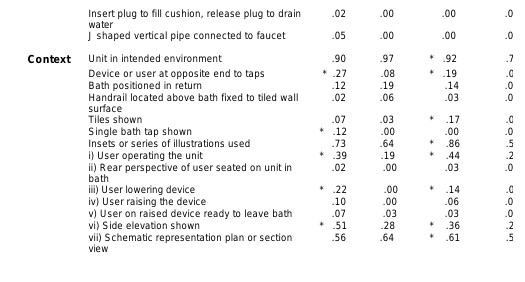 Insert plug to fill cushion, release plug to drain .02 .00 .00 .0
water
J shaped vertical pipe connected to faucet .05 .00 .00 .0
Context Unit in intended environment .90 .97 * .92 .7
Device or user at opposite end to taps * .27 .08 * .19 .0
Bath positioned in return .12 .19 .14 .0
Handrail located above bath fixed to tiled wall .02 .06 .03 .0
surface
Tiles shown .07 .03 * .17 .0
Single bath tap shown * .12 .00 .00 .0
Insets or series of illustrations used .73 .64 * .86 .5
i) User operating the unit * .39 .19 * .44 .2
ii) Rear perspective of user seated on unit in .02 .00 .03 .0
bath
iii) User lowering device * .22 .00 * .14 .0
iv) User raising the device .10 .00 .06 .0
v) User on raised device ready to leave bath .07 .03 .03 .0
vi) Side elevation shown * .51 .28 * .36 .2
vii) Schematic representation plan or section .56 .64 * .61 .5
view